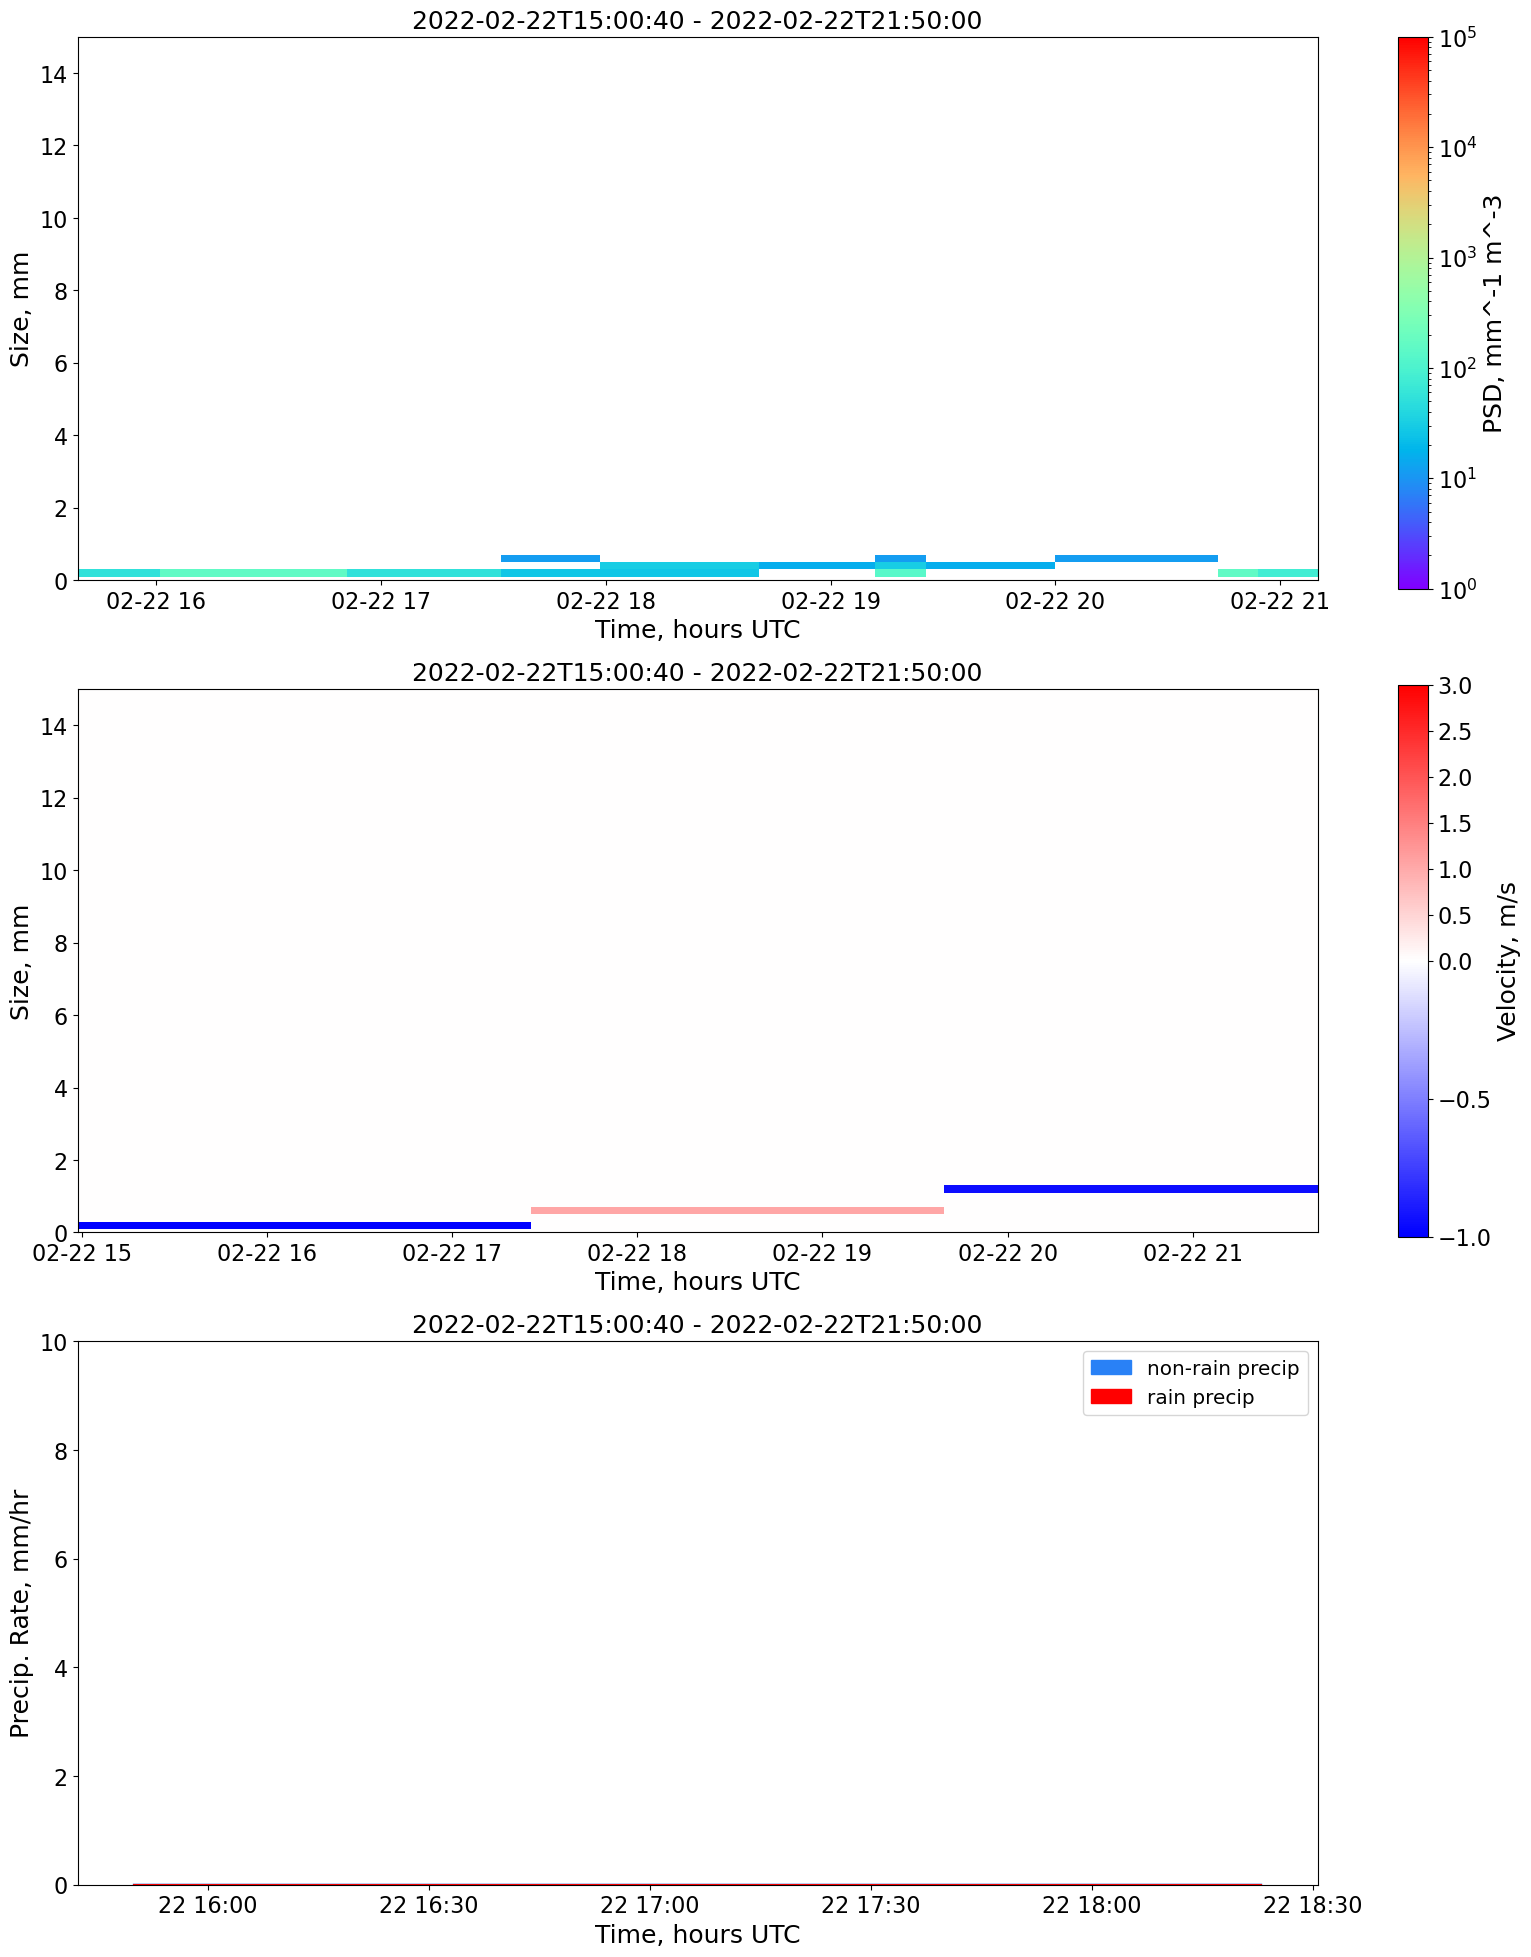 2022-02-22T15:00:40 - 2022-02-22T21:50:00
14
12
10
8
6
4
2
0
Size, mm
02-22 16 02-22 17 02-22 18 02-22 19 02-22 20 02-22 21
Time, hours UTC
10^5
10^4
10^3
10^2
10^1
10^0
PSD, mm^-1 m^-3
2022-02-22T15:00:40 - 2022-02-22T21:50:00
14
12
10
8
6
4
2
0
Size, mm
02-22 15 02-22 16 02-22 17 02-22 18 02-22 19 02-22 20 02-22 21
Time, hours UTC
3.0
2.5
2.0
1.5
1.0
0.5
0.0
−0.5
−1.0
Velocity, m/s
2022-02-22T15:00:40 - 2022-02-22T21:50:00
10
8
6
4
2
0
Precip. Rate, mm/hr
non-rain precip
rain precip
22 16:00 22 16:30 22 17:00 22 17:30 22 18:00 22 18:30
Time, hours UTC